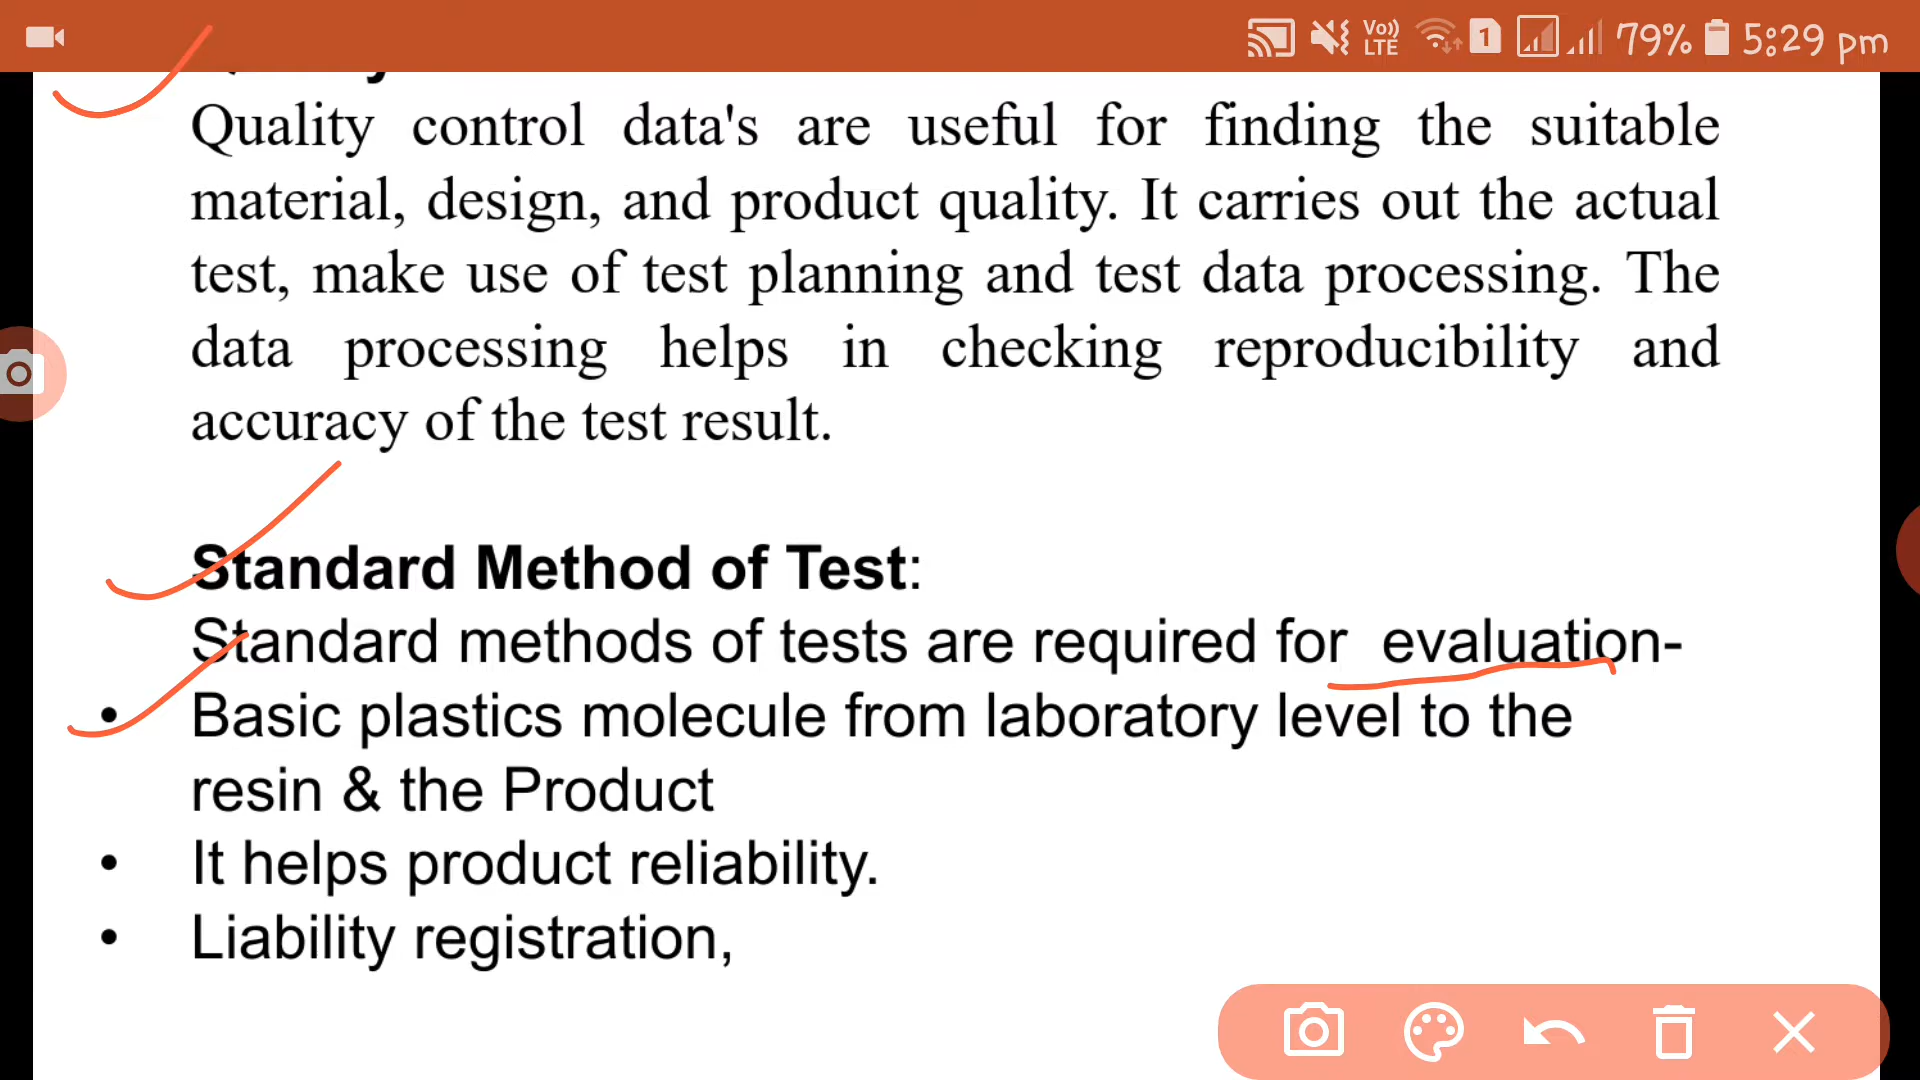 Vo)) LTE 1 79% 5:29 pm
Quality control data's are useful for finding the suitable
material, design, and product quality. It carries out the actual
test, make use of test planning and test data processing. The
data processing helps in checking reproducibility and
accuracy of the test result.
Standard Method of Test:
Standard methods of tests are required for evaluation-
• Basic plastics molecule from laboratory level to the
resin & the Product
• It helps product reliability.
• Liability registration,